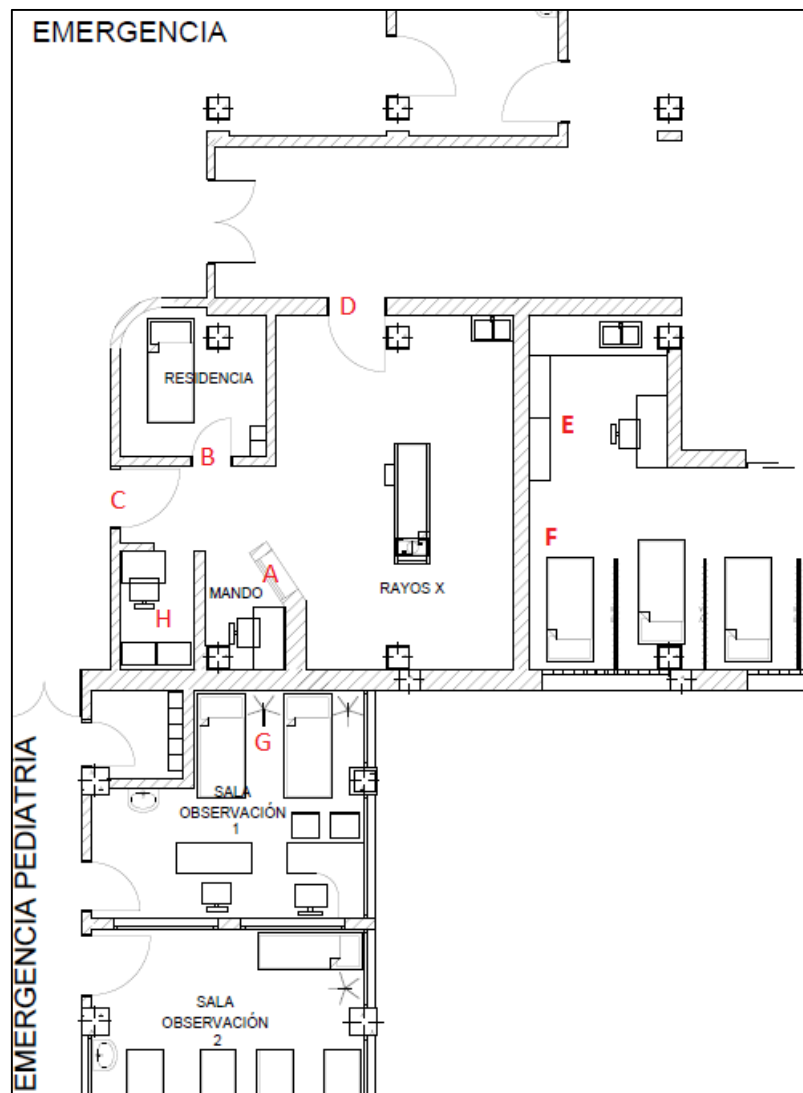 EMERGENCIA
D
RESIDENCIA
B
E
C
F
A
RAYOS X
MANDO
H
G
SALA
OBSERVACIÓN
1
EMERGENCIA PEDIATRIA
SALA
OBSERVACIÓN
2